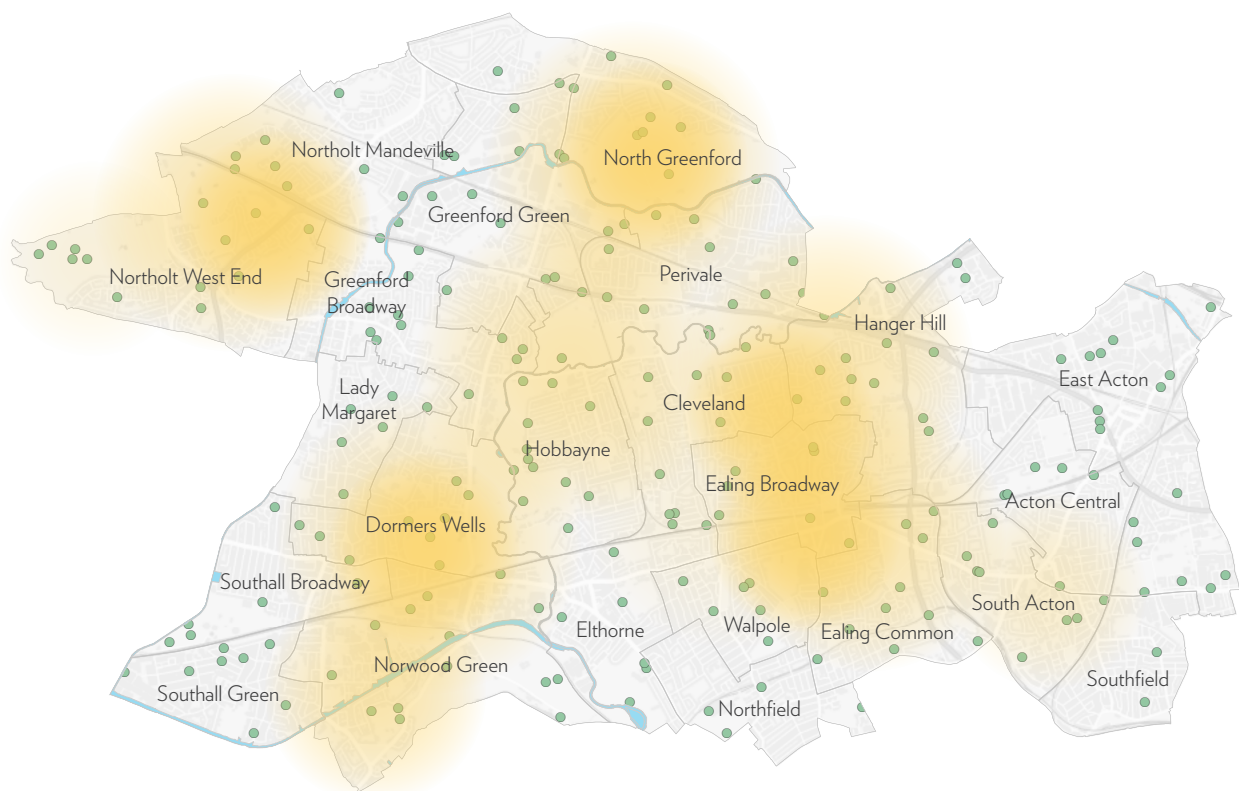 Northolt Mandeville
North Greenford
Greenford Green
Northolt West End
Greenford
Broadway
Perivale
Hanger Hill
East Acton
Lady
Margaret
Cleveland
Hobbayne
Ealing Broadway
Acton Central
Dormers Wells
Southall Broadway
South Acton
Elthorne
Walpole
Ealing Common
Norwood Green
Southall Green
Northfield
Southfield